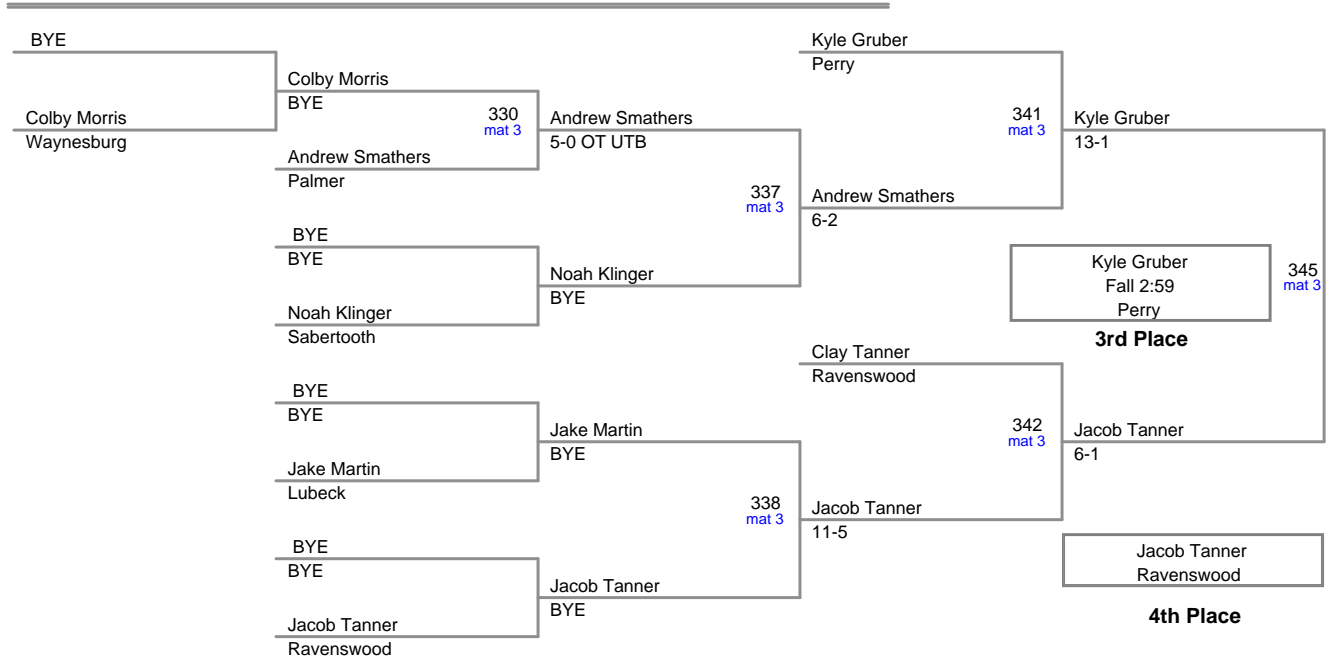 BYE
Colby Morris
Waynesburg
Colby Morris
BYE
330
mat 3
Andrew Smathers
Palmer
Andrew Smathers
5-0 OT UTB
BYE
BYE
Noah Klinger
Sabertooth
Noah Klinger
BYE
337
mat 3
Andrew Smathers
6-2
Kyle Gruber
Perry
341
mat 3
Kyle Gruber
13-1
BYE
BYE
Jake Martin
Lubeck
Jake Martin
BYE
BYE
BYE
Jacob Tanner
Ravenswood
Jacob Tanner
BYE
338
mat 3
Jacob Tanner
11-5
Clay Tanner
Ravenswood
342
mat 3
Jacob Tanner
6-1
345
mat 3
Kyle Gruber
Fall 2:59
Perry
3rd Place
Jacob Tanner
Ravenswood
4th Place